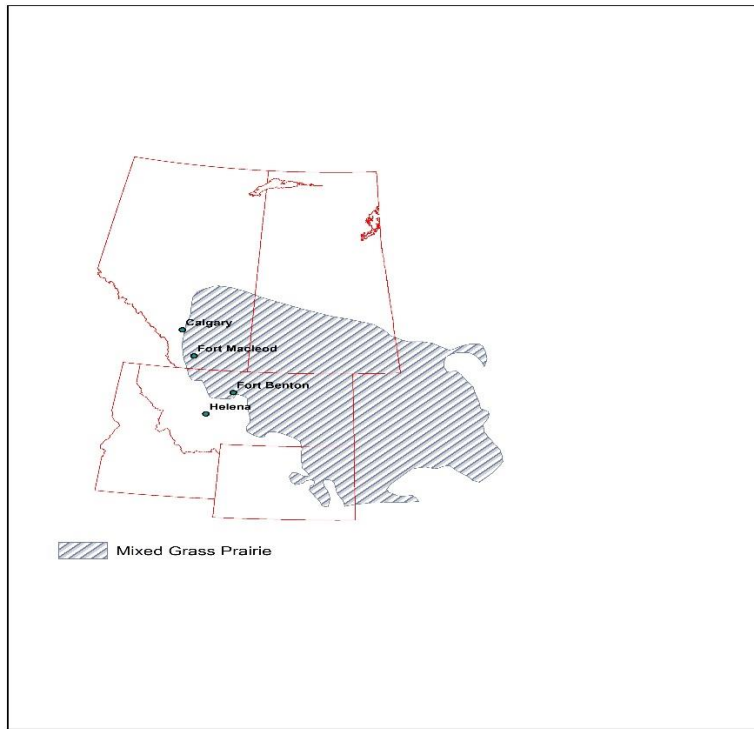 Calgary
Fort Macleod
Fort Benton
Helena
Mixed Grass Prairie